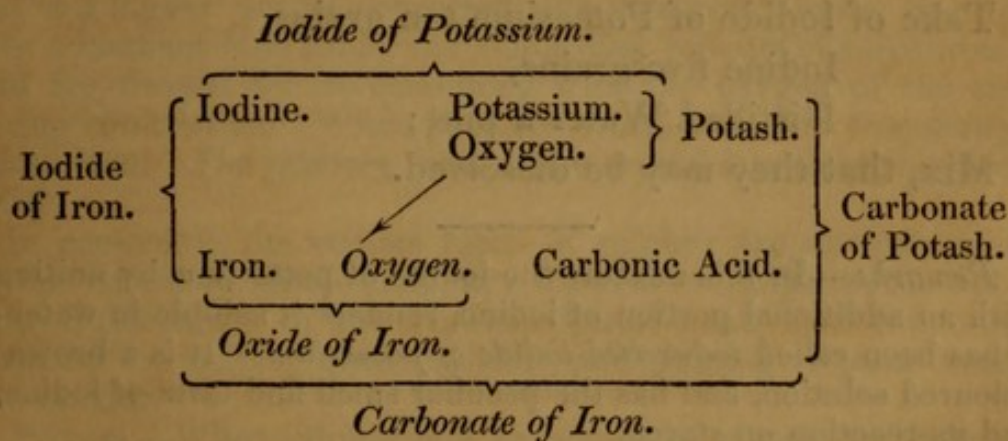 Iodide of Potassium.
Iodine. Potassium.
Oxygen.
Potash.
Iodide
of Iron.
Carbonate
of Potash.
Iron. Oxygen. Carbonic Acid.
Oxide of Iron.
Carbonate of Iron.